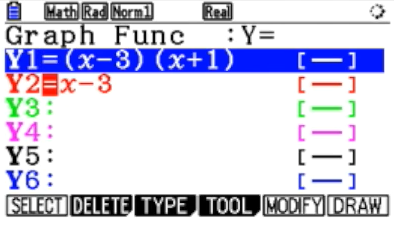 Math Rad Norm1 Real
Graph Func :Y=
Y1=(x-3)(x+1) [—]
Y2=x-3 [—]
Y3: [—]
Y4: [—]
Y5: [—]
Y6: [—]
SELECT DELETE TYPE TOOL MODIFY DRAW